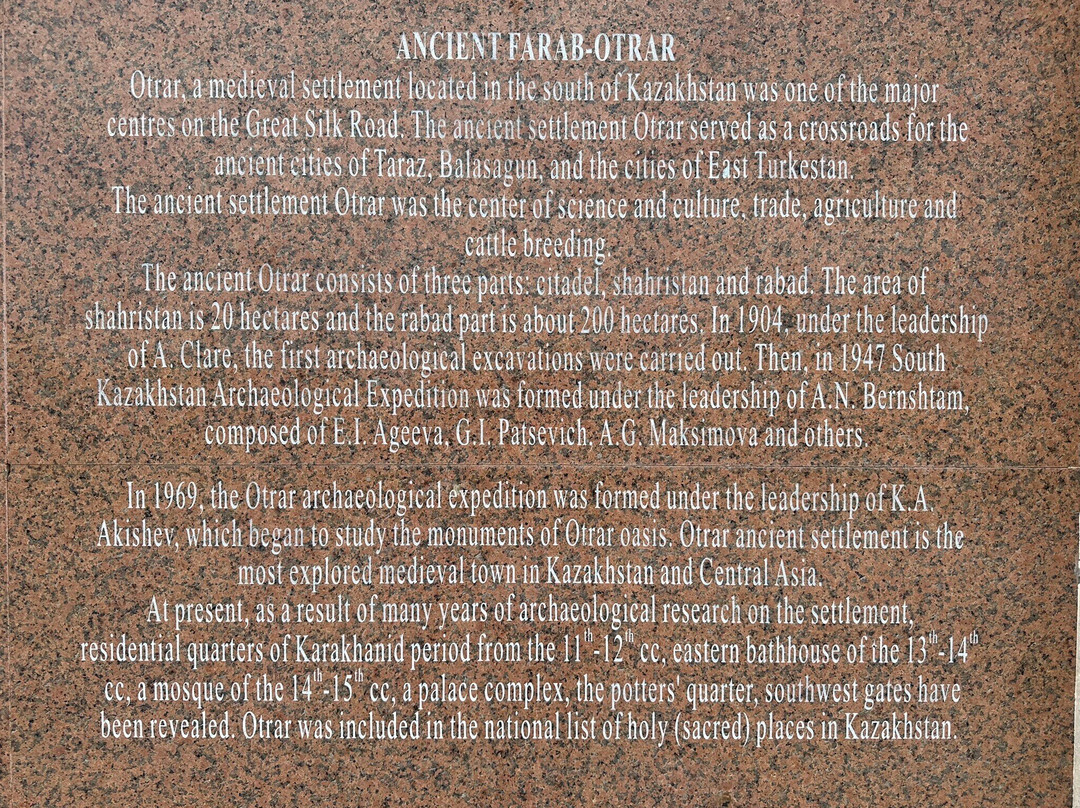 ANCIENT FARAB-OTRAR
Otrar, a medieval settlement located in the south of Kazakhstan was one of the major
centres on the Great Silk Road. The ancient settlement Otrar served as a crossroads for the
ancient cities of Taraz, Balasagun, and the cities of East Turkestan.
The ancient settlement Otrar was the center of science and culture, trade, agriculture and
cattle breeding.
The ancient Otrar consists of three parts: citadel, shahristan and rabad. The area of
shahristan is 20 hectares and the rabad part is about 200 hectares. In 1904, under the leadership
of A. Clare, the first archaeological excavations were carried out. Then, in 1947 South
Kazakhstan Archaeological Expedition was formed under the leadership of A.N. Bernshtam,
composed of E.I. Ageeva, G.I. Patsevich, A.G. Maksimova and others.
In 1969, the Otrar archaeological expedition was formed under the leadership of K.A.
Akishev, which began to study the monuments of Otrar oasis. Otrar ancient settlement is the
most explored medieval town in Kazakhstan and Central Asia.
At present, as a result of many years of archaeological research on the settlement,
residential quarters of Karakhanid period from the 11th-12th cc, eastern bathhouse of the 13th-14th
cc, a mosque of the 14th-15th cc, a palace complex, the potters' quarter, southwest gates have
been revealed. Otrar was included in the national list of holy (sacred) places in Kazakhstan.